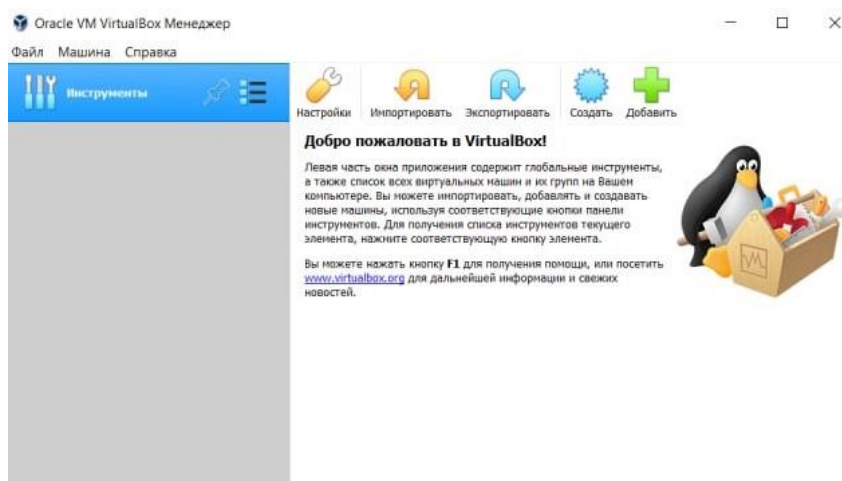 Oracle VM VirtualBox Менеджер
Файл Машина Справка
Инструменты
Настройки Импортировать Экспортировать Создать Добавить
Добро пожаловать в VirtualBox!
Левая часть окна приложения содержит глобальные инструменты,
а также список всех виртуальных машин и их групп на Вашем
компьютере. Вы можете импортировать, добавлять и создавать
новые машины, используя соответствующие кнопки панели
инструментов. Для получения списка инструментов текущего
элемента, нажмите соответствующую кнопку элемента.
Вы можете нажать кнопку F1 для получения помощи, или посетить
www.virtualbox.org для дальнейшей информации и свежих
новостей.